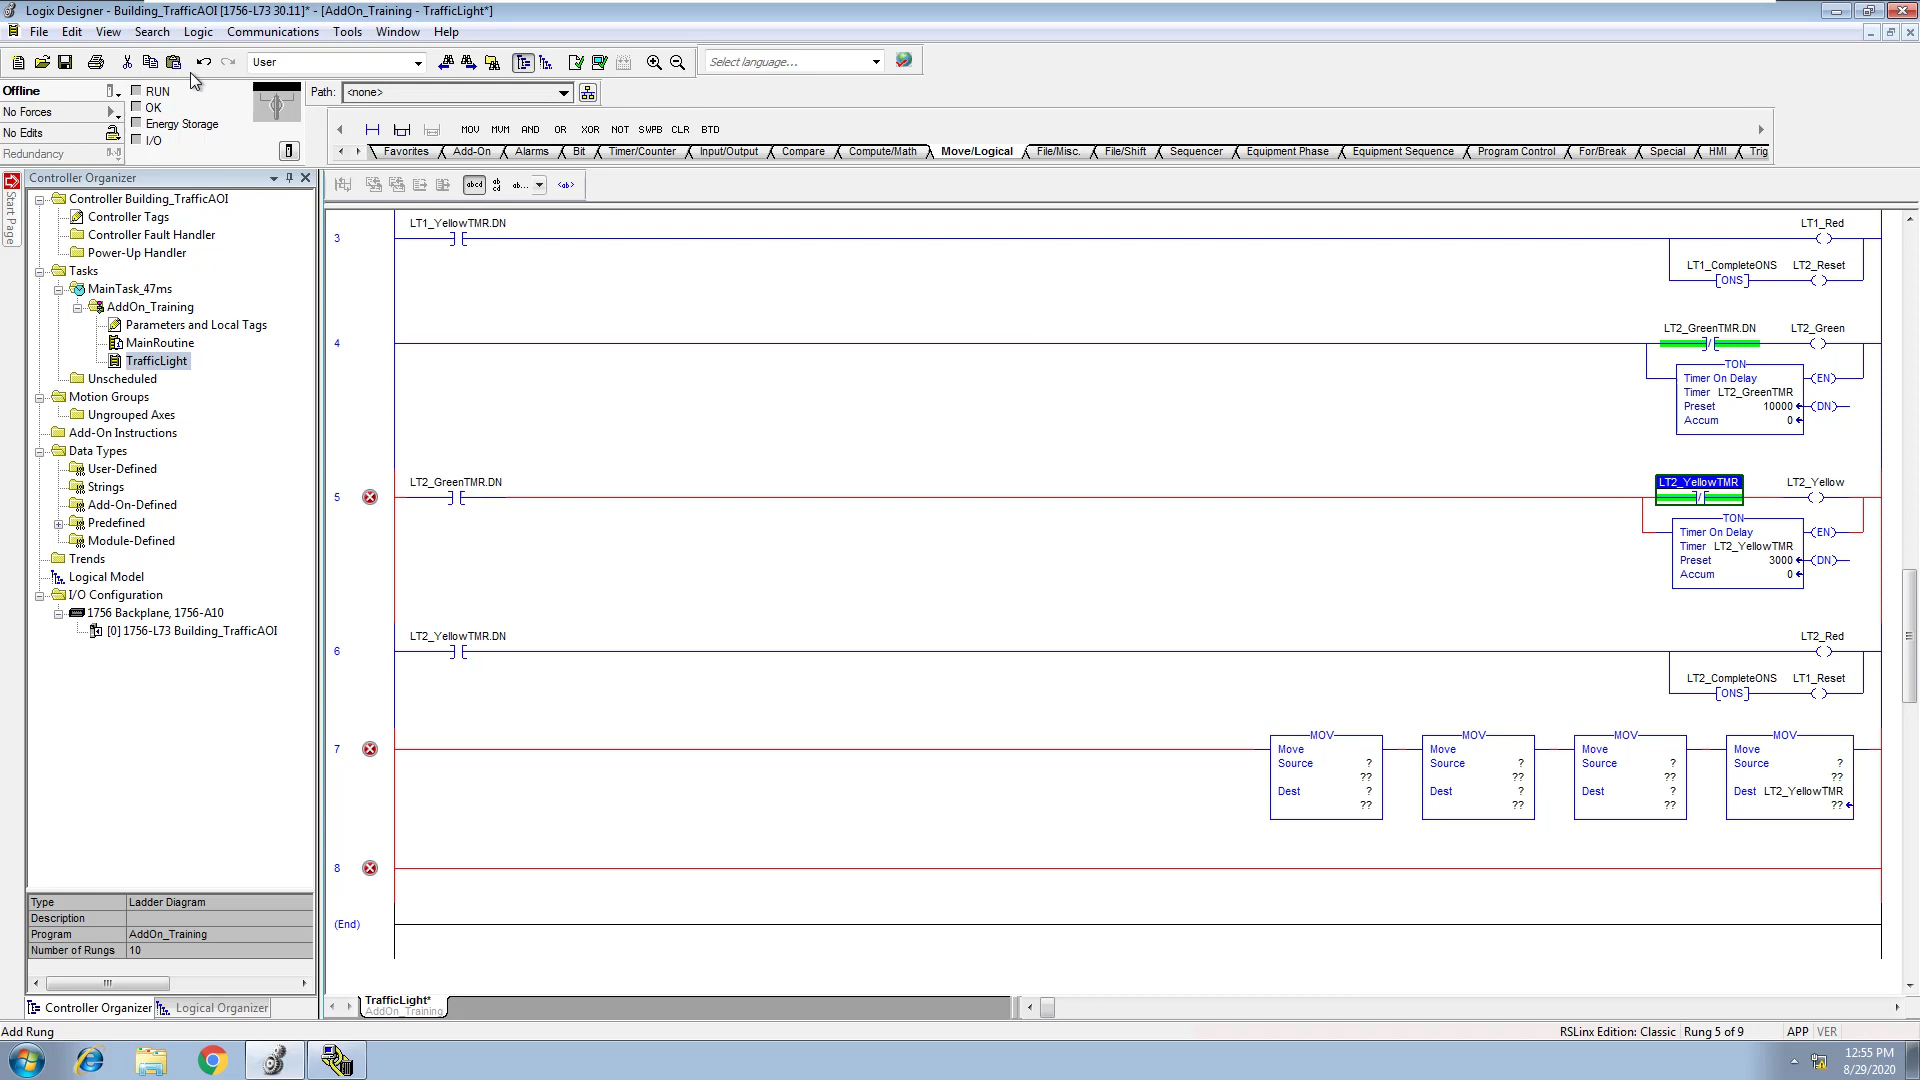 Logix Designer - Building_TrafficAOI [1756-L73 30.11]* - [AddOn_Training - TrafficLight*]
File Edit View Search Logic Communications Tools Window Help
User
Select language...
Offline
RUN
No Forces
OK
No Edits
Energy Storage
Redundancy
I/O
Path: <none>
MOV MVM AND OR XOR NOT SWPB CLR BTD
Favorites Add-On Alarms Bit Timer/Counter Input/Output Compare Compute/Math Move/Logical File/Misc. File/Shift Sequencer Equipment Phase Equipment Sequence Program Control For/Break Special HMI Trig
Start Page
Controller Organizer
Controller Building_TrafficAOI
Controller Tags
Controller Fault Handler
Power-Up Handler
Tasks
MainTask_47ms
AddOn_Training
Parameters and Local Tags
MainRoutine
TrafficLight
Unscheduled
Motion Groups
Ungrouped Axes
Add-On Instructions
Data Types
User-Defined
Strings
Add-On-Defined
Predefined
Module-Defined
Trends
Logical Model
I/O Configuration
1756 Backplane, 1756-A10
[0] 1756-L73 Building_TrafficAOI
Type Ladder Diagram
Description
Program AddOn_Training
Number of Rungs 10
Controller Organizer Logical Organizer
abcd
ab cd
ab...
<ab>
LT1_YellowTMR.DN LT1_Red
3
LT1_CompleteONS LT2_Reset
ONS
LT2_GreenTMR.DN LT2_Green
4
TON
Timer On Delay EN
Timer LT2_GreenTMR
Preset 10000 DN
Accum 0
LT2_GreenTMR.DN LT2_YellowTMR LT2_Yellow
5
TON
Timer On Delay EN
Timer LT2_YellowTMR
Preset 3000 DN
Accum 0
LT2_YellowTMR.DN LT2_Red
6
LT2_CompleteONS LT1_Reset
ONS
MOV MOV MOV MOV
7 Move Move Move Move
Source ? Source ? Source ? Source ?
?? ?? ?? ??
Dest ? Dest ? Dest ? Dest LT2_YellowTMR
?? ?? ?? ??
8
(End)
TrafficLight*
AddOn_Training
Add Rung
RSLinx Edition: Classic Rung 5 of 9 APP VER
12:55 PM
8/29/2020